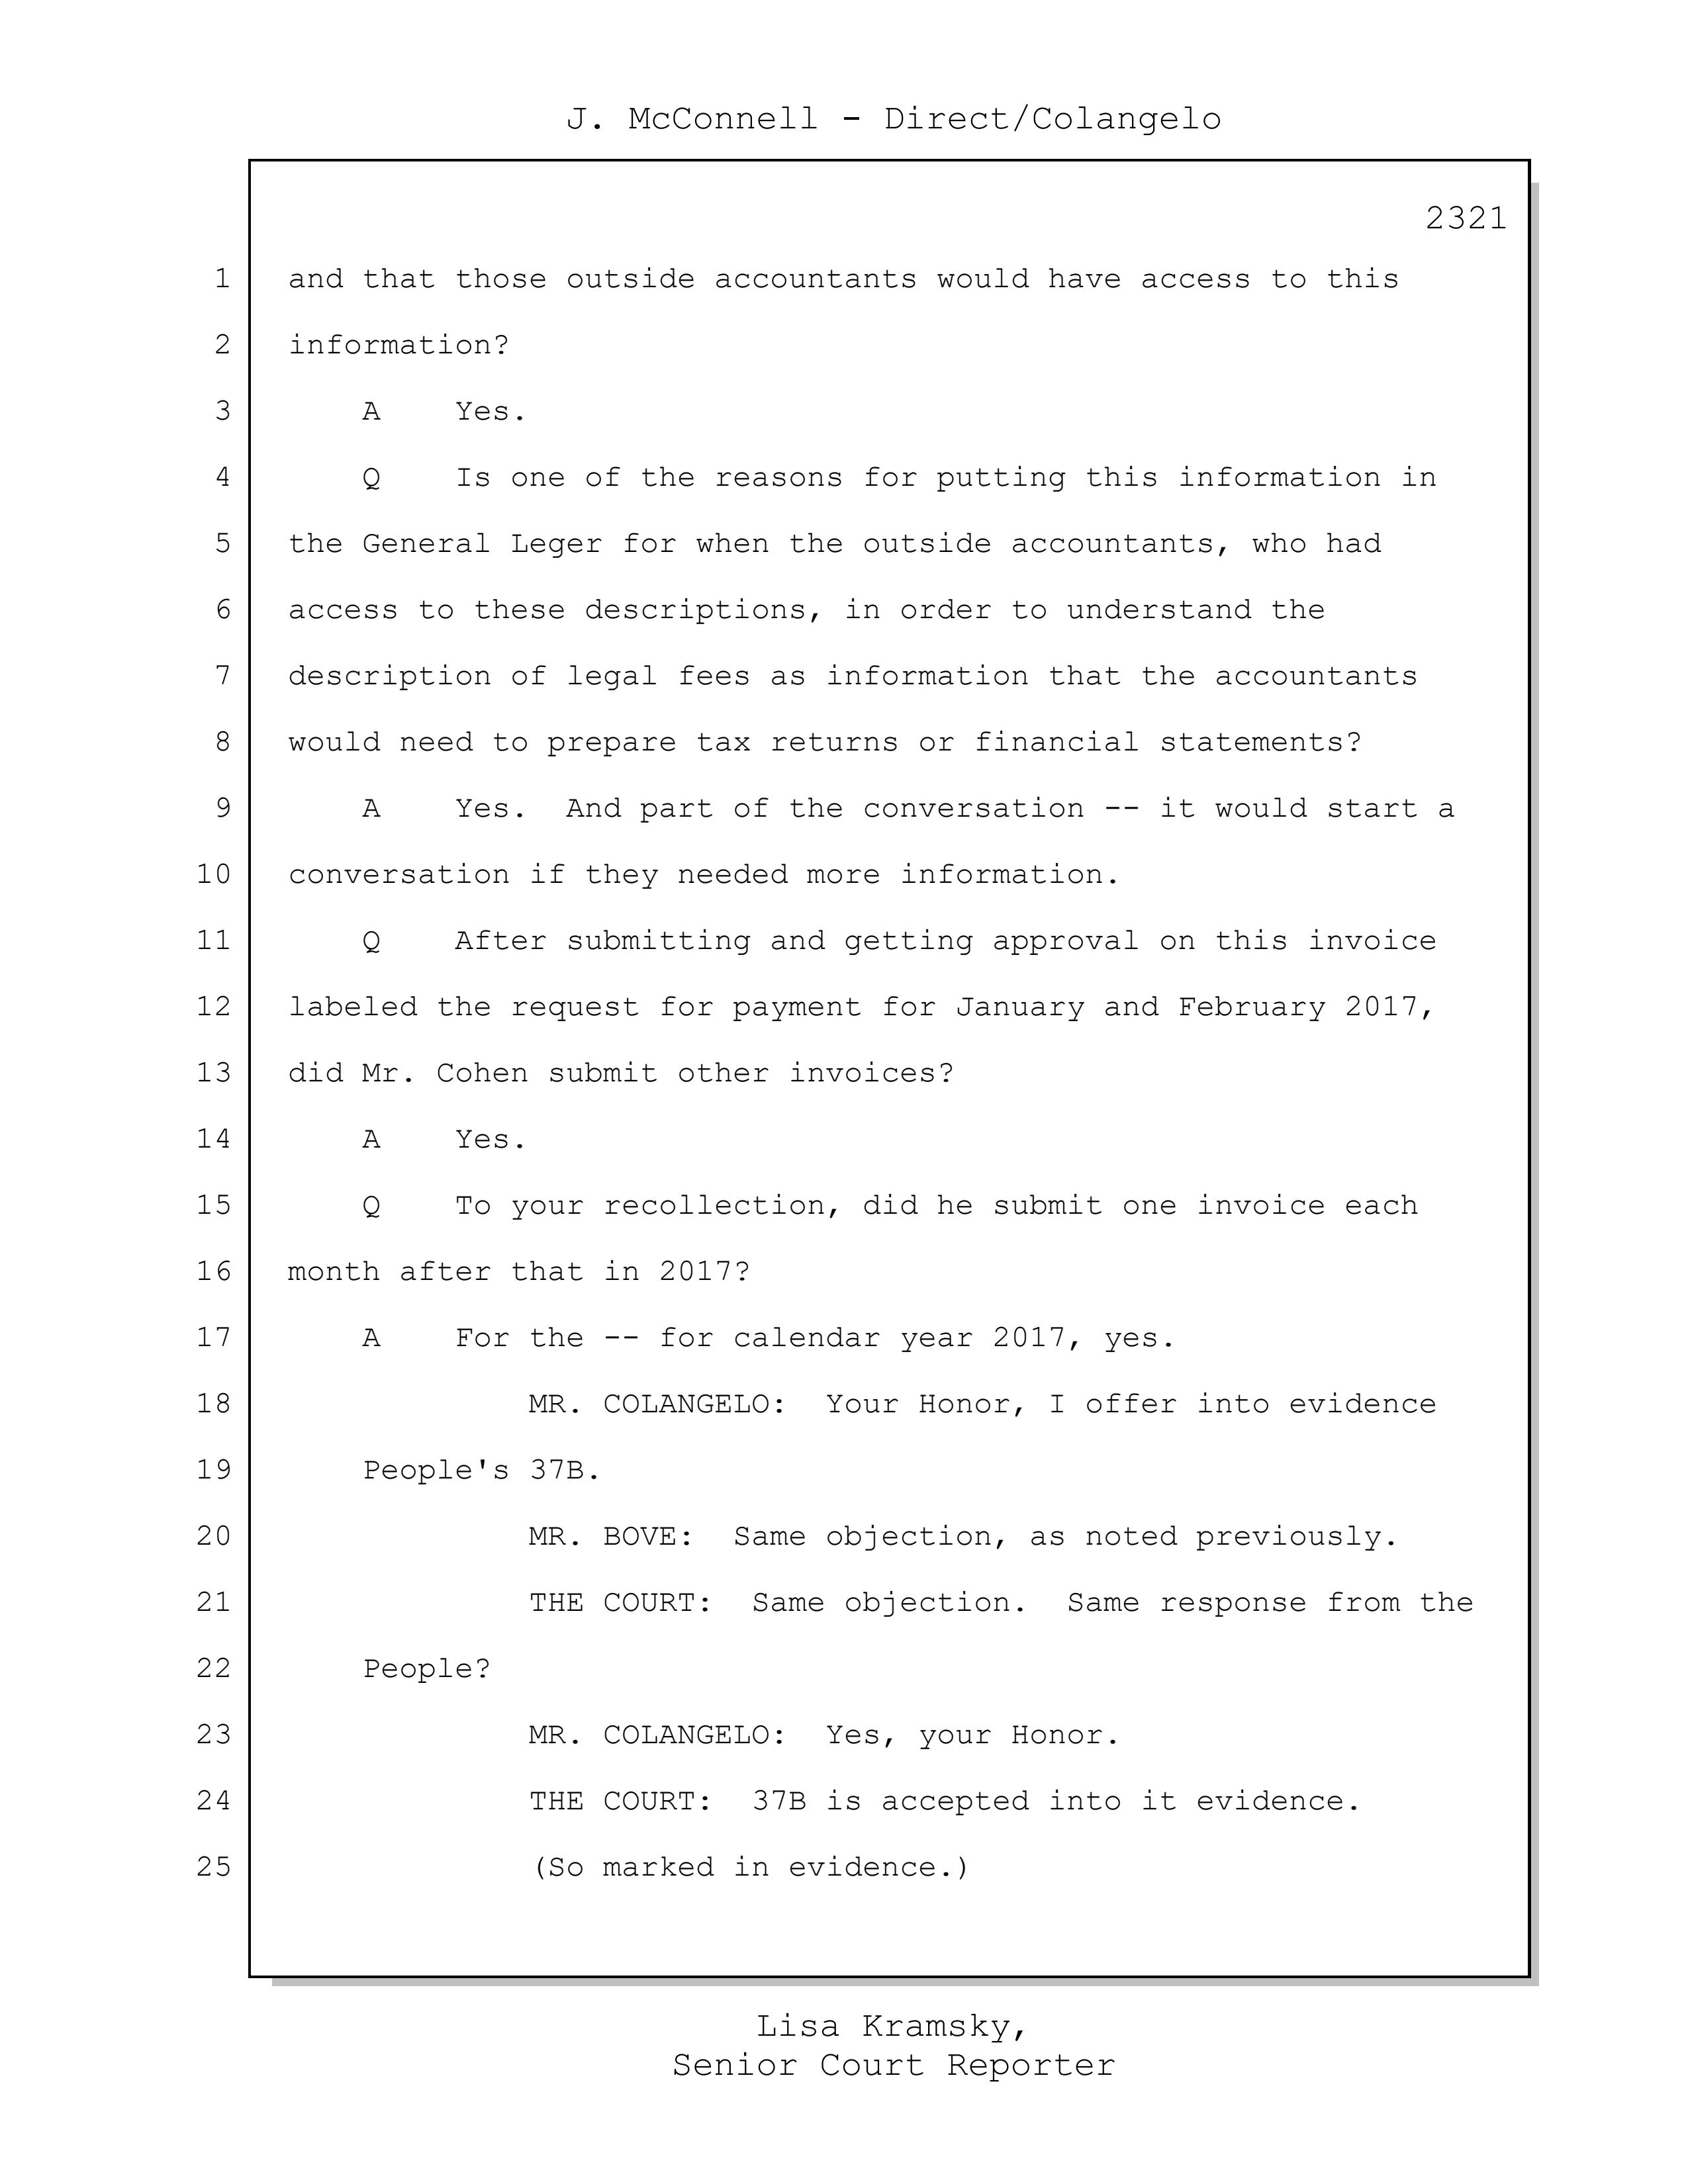 J. McConnell - Direct/Colangelo
2321
1 and that those outside accountants would have access to this
2 information?
3 A Yes.
4 Q Is one of the reasons for putting this information in
5 the General Leger for when the outside accountants, who had
6 access to these descriptions, in order to understand the
7 description of legal fees as information that the accountants
8 would need to prepare tax returns or financial statements?
9 A Yes. And part of the conversation -- it would start a
10 conversation if they needed more information.
11 Q After submitting and getting approval on this invoice
12 labeled the request for payment for January and February 2017,
13 did Mr. Cohen submit other invoices?
14 A Yes.
15 Q To your recollection, did he submit one invoice each
16 month after that in 2017?
17 A For the -- for calendar year 2017, yes.
18 MR. COLANGELO: Your Honor, I offer into evidence
19 People's 37B.
20 MR. BOVE: Same objection, as noted previously.
21 THE COURT: Same objection. Same response from the
22 People?
23 MR. COLANGELO: Yes, your Honor.
24 THE COURT: 37B is accepted into it evidence.
25 (So marked in evidence.)
Lisa Kramsky,
Senior Court Reporter